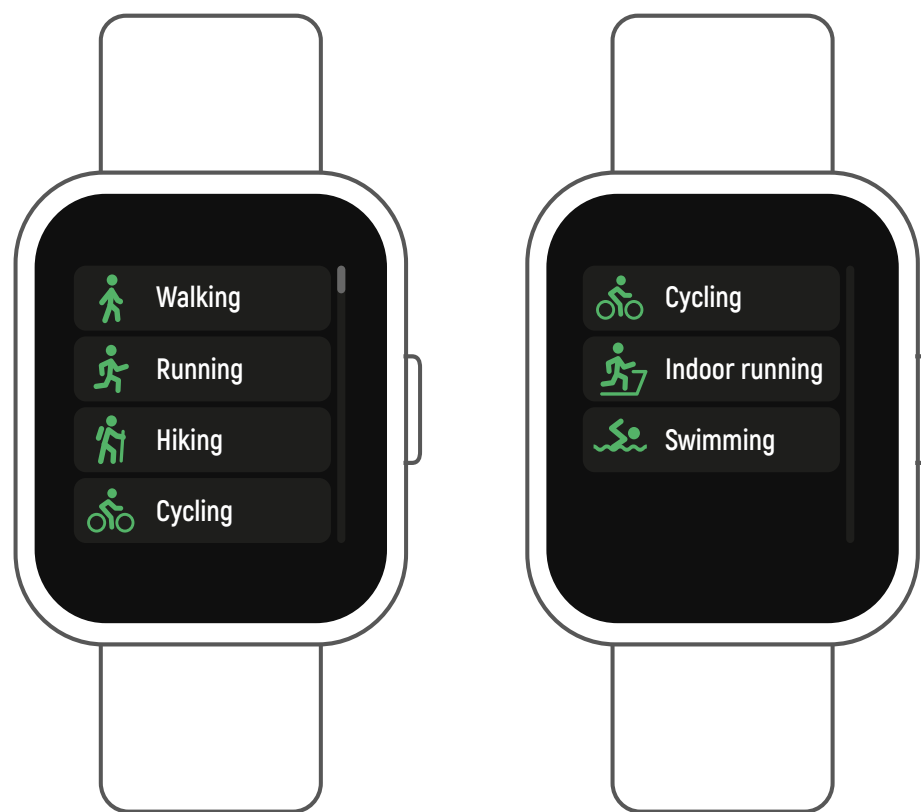 Walking
Running
Hiking
Cycling
Cycling
Indoor running
Swimming